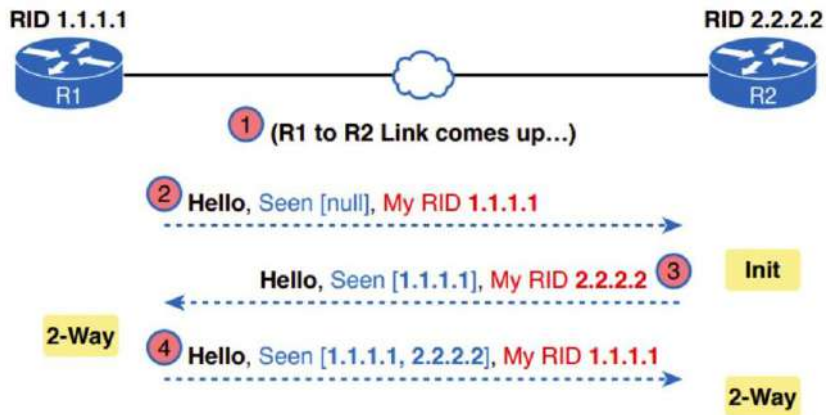 RID 1.1.1.1
RID 2.2.2.2
R1
R2
1 (R1 to R2 Link comes up...)
2 Hello, Seen [null], My RID 1.1.1.1
Hello, Seen [1.1.1.1], My RID 2.2.2.2 3
Init
2-Way
4 Hello, Seen [1.1.1.1, 2.2.2.2], My RID 1.1.1.1
2-Way